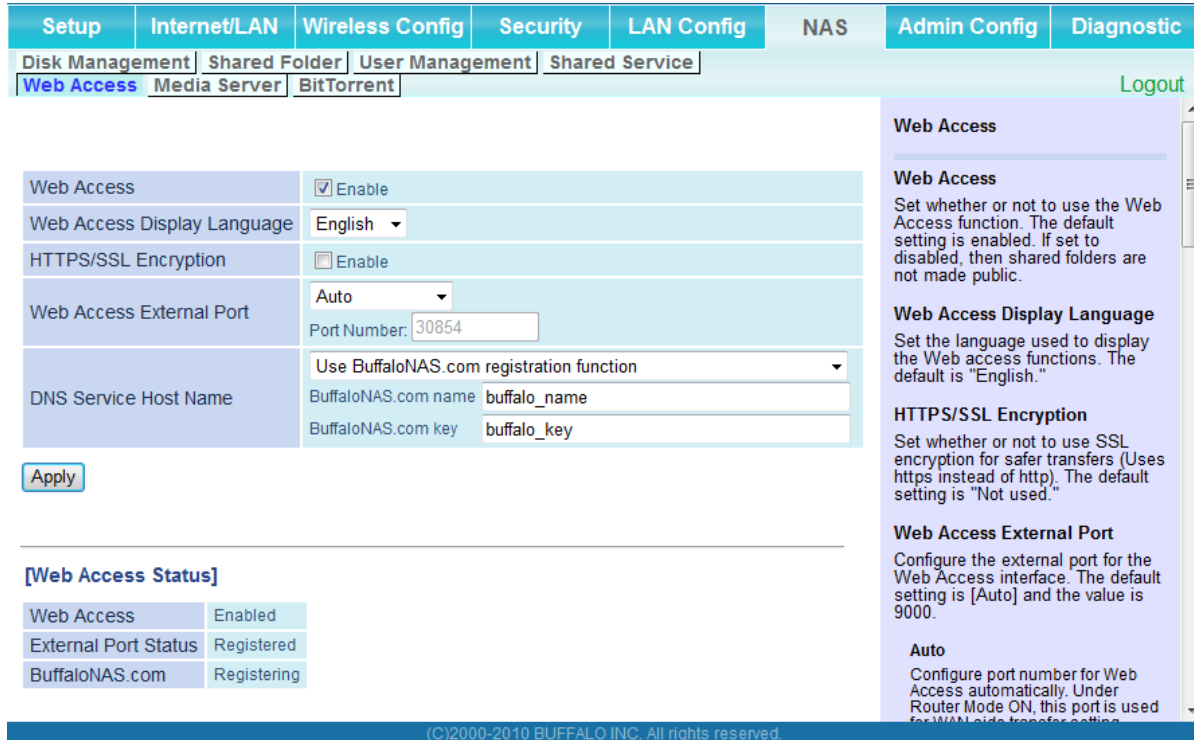 Setup Internet/LAN Wireless Config Security LAN Config NAS Admin Config Diagnostic
Disk Management Shared Folder User Management Shared Service
Web Access Media Server BitTorrent
Logout
Web Access Enable
Web Access Display Language English
HTTPS/SSL Encryption Enable
Web Access External Port
Auto
Port Number: 30854
DNS Service Host Name
Use BuffaloNAS.com registration function
BuffaloNAS.com name buffalo_name
BuffaloNAS.com key buffalo_key
Apply
[Web Access Status]
Web Access Enabled
External Port Status Registered
BuffaloNAS.com Registering
Web Access
Web Access
Set whether or not to use the Web
Access function. The default
setting is enabled. If set to
disabled, then shared folders are
not made public.
Web Access Display Language
Set the language used to display
the Web access functions. The
default is "English."
HTTPS/SSL Encryption
Set whether or not to use SSL
encryption for safer transfers (Uses
https instead of http). The default
setting is "Not used."
Web Access External Port
Configure the external port for the
Web Access interface. The default
setting is [Auto] and the value is
9000.
Auto
Configure port number for Web
Access automatically. Under
Router Mode ON, this port is used
for WAN side transfer setting
(C)2000-2010 BUFFALO INC. All rights reserved.